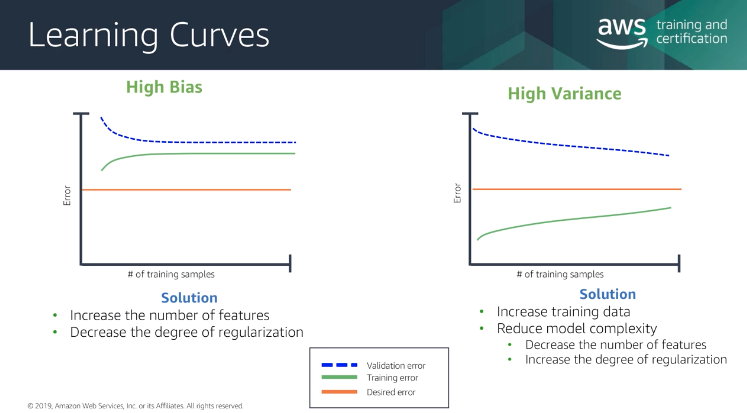 Learning Curves
aws training and certification
High Bias
Error
# of training samples
Solution
• Increase the number of features
• Decrease the degree of regularization
High Variance
Error
# of training samples
Solution
• Increase training data
• Reduce model complexity
• Decrease the number of features
• Increase the degree of regularization
Validation error
Training error
Desired error
© 2019, Amazon Web Services, Inc. or its Affiliates. All rights reserved.